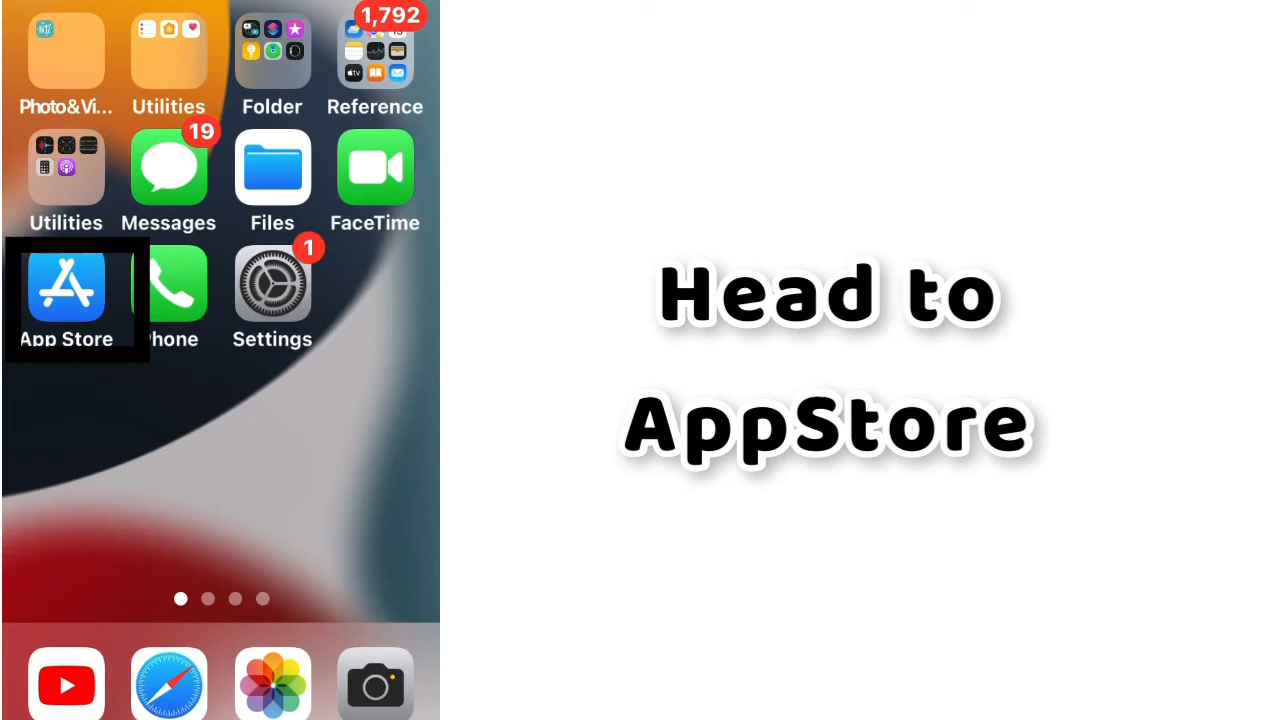 1,792
Photo&Vi... Utilities Folder Reference
19
Utilities Messages Files FaceTime
1
App Store Phone Settings
Head to
AppStore